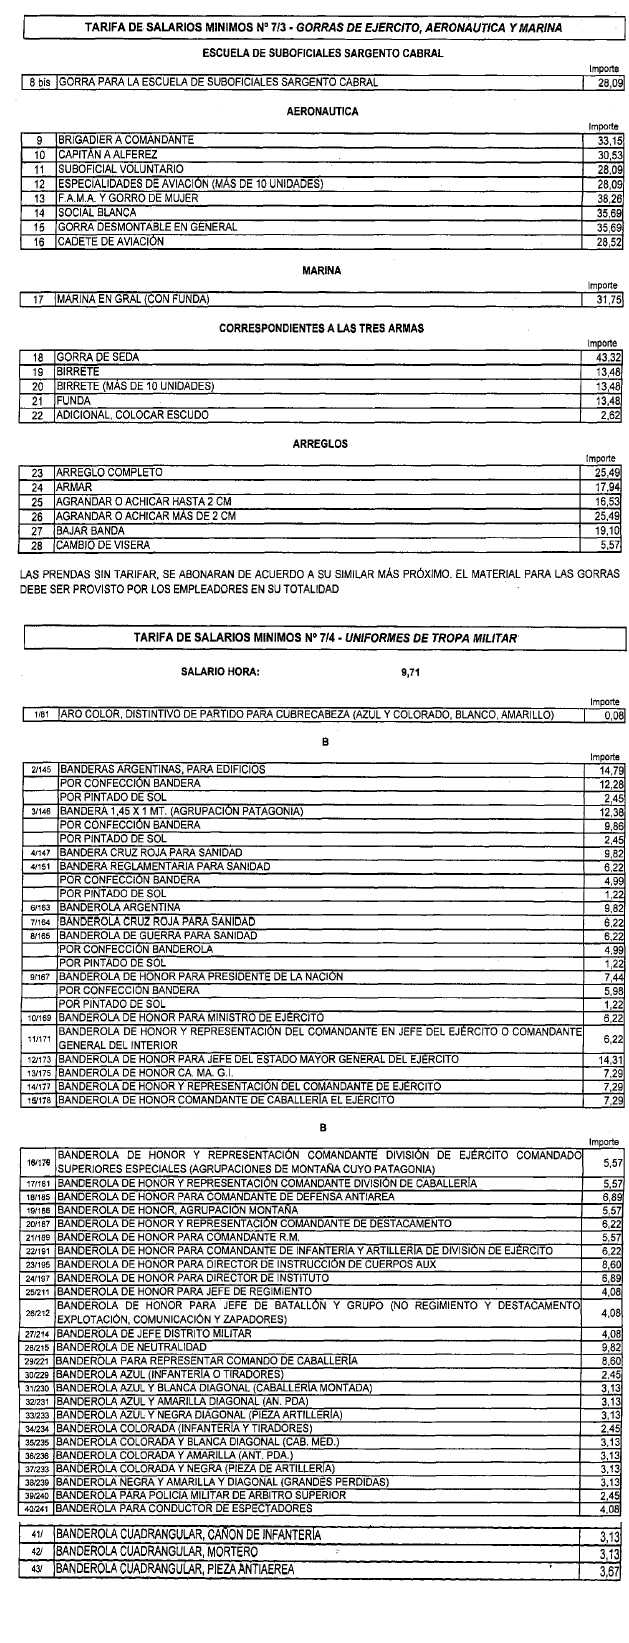 TARIFA DE SALARIOS MINIMOS Nº 7/3 - GORRAS DE EJERCITO, AERONAUTICA Y MARINA
ESCUELA DE SUBOFICIALES SARGENTO CABRAL
Importe
8 bis GORRA PARA LA ESCUELA DE SUBOFICIALES SARGENTO CABRAL 28,09
AERONAUTICA
Importe
9 BRIGADIER A COMANDANTE 33,15
10 CAPITÁN A ALFEREZ 30,53
11 SUBOFICIAL VOLUNTARIO 28,09
12 ESPECIALIDADES DE AVIACIÓN (MÁS DE 10 UNIDADES) 28,09
13 F.A.M.A. Y GORRO DE MUJER 38,26
14 SOCIAL BLANCA 35,69
15 GORRA DESMONTABLE EN GENERAL 35,69
16 CADETE DE AVIACIÓN 28,52
MARINA
Importe
17 MARINA EN GRAL (CON FUNDA) 31,75
CORRESPONDIENTES A LAS TRES ARMAS
Importe
18 GORRA DE SEDA 43,32
19 BIRRETE 13,48
20 BIRRETE (MÁS DE 10 UNIDADES) 13,48
21 FUNDA 13,48
22 ADICIONAL, COLOCAR ESCUDO 2,62
ARREGLOS
Importe
23 ARREGLO COMPLETO 25,49
24 ARMAR 17,94
25 AGRANDAR O ACHICAR HASTA 2 CM 16,53
26 AGRANDAR O ACHICAR MÁS DE 2 CM 25,49
27 BAJAR BANDA 19,10
28 CAMBIO DE VISERA 5,57
LAS PRENDAS SIN TARIFAR, SE ABONARAN DE ACUERDO A SU SIMILAR MÁS PRÓXIMO. EL MATERIAL PARA LAS GORRAS
DEBE SER PROVISTO POR LOS EMPLEADORES EN SU TOTALIDAD
TARIFA DE SALARIOS MINIMOS Nº 7/4 - UNIFORMES DE TROPA MILITAR
SALARIO HORA: 9,71
Importe
1/81 ARO COLOR, DISTINTIVO DE PARTIDO PARA CUBRECABEZA (AZUL Y COLORADO, BLANCO, AMARILLO) 0,08
B
Importe
2/145 BANDERAS ARGENTINAS, PARA EDIFICIOS 14,79
POR CONFECCIÓN BANDERA 12,28
POR PINTADO DE SOL 2,45
3/146 BANDERA 1,45 X 1 MT. (AGRUPACIÓN PATAGONIA) 12,38
POR CONFECCIÓN BANDERA 9,86
POR PINTADO DE SOL 2,45
4/147 BANDERA CRUZ ROJA PARA SANIDAD 9,82
4/151 BANDERA REGLAMENTARIA PARA SANIDAD 6,22
POR CONFECCIÓN BANDERA 4,99
POR PINTADO DE SOL 1,22
6/163 BANDEROLA ARGENTINA 9,82
7/164 BANDEROLA CRUZ ROJA PARA SANIDAD 6,22
8/165 BANDEROLA DE GUERRA PARA SANIDAD 6,22
POR CONFECCIÓN BANDEROLA 4,99
POR PINTADO DE SOL 1,22
9/167 BANDEROLA DE HONOR PARA PRESIDENTE DE LA NACIÓN 7,44
POR CONFECCIÓN BANDERA 5,98
POR PINTADO DE SOL 1,22
10/169 BANDEROLA DE HONOR PARA MINISTRO DE EJÉRCITO 6,22
11/171 BANDEROLA DE HONOR Y REPRESENTACIÓN DEL COMANDANTE EN JEFE DEL EJÉRCITO O COMANDANTE
GENERAL DEL INTERIOR 6,22
12/173 BANDEROLA DE HONOR PARA JEFE DEL ESTADO MAYOR GENERAL DEL EJÉRCITO 14,31
13/175 BANDEROLA DE HONOR CA. MA. G.I. 7,29
14/177 BANDEROLA DE HONOR Y REPRESENTACIÓN DEL COMANDANTE DE EJÉRCITO 7,29
15/178 BANDEROLA DE HONOR COMANDANTE DE CABALLERÍA EL EJÉRCITO 7,29
B
Importe
16/179 BANDEROLA DE HONOR Y REPRESENTACIÓN COMANDANTE DIVISIÓN DE EJÉRCITO COMANDADO
SUPERIORES ESPECIALES (AGRUPACIONES DE MONTAÑA CUYO PATAGONIA) 5,57
17/181 BANDEROLA DE HONOR Y REPRESENTACIÓN COMANDANTE DIVISIÓN DE CABALLERÍA 5,57
18/185 BANDEROLA DE HONOR PARA COMANDANTE DE DEFENSA ANTIAREA 6,89
19/186 BANDEROLA DE HONOR, AGRUPACIÓN MONTAÑA 5,57
20/187 BANDEROLA DE HONOR Y REPRESENTACIÓN COMANDANTE DE DESTACAMENTO 6,22
21/189 BANDEROLA DE HONOR PARA COMANDANTE R.M. 5,57
22/191 BANDEROLA DE HONOR PARA COMANDANTE DE INFANTERÍA Y ARTILLERÍA DE DIVISIÓN DE EJÉRCITO 6,22
23/195 BANDEROLA DE HONOR PARA DIRECTOR DE INSTRUCCIÓN DE CUERPOS AUX 8,60
24/197 BANDEROLA DE HONOR PARA DIRECTOR DE INSTITUTO 6,89
25/211 BANDEROLA DE HONOR PARA JEFE DE REGIMIENTO 4,08
26/212 BANDEROLA DE HONOR PARA JEFE DE BATALLÓN Y GRUPO (NO REGIMIENTO Y DESTACAMENTO
EXPLOTACIÓN, COMUNICACIÓN Y ZAPADORES) 4,08
27/214 BANDEROLA DE JEFE DISTRITO MILITAR 4,08
28/215 BANDEROLA DE NEUTRALIDAD 9,82
29/221 BANDEROLA PARA REPRESENTAR COMANDO DE CABALLERÍA 8,60
30/229 BANDEROLA AZUL (INFANTERÍA O TIRADORES) 2,45
31/230 BANDEROLA AZUL Y BLANCA DIAGONAL (CABALLERÍA MONTADA) 3,13
32/231 BANDEROLA AZUL Y AMARILLA DIAGONAL (AN. PDA) 3,13
33/233 BANDEROLA AZUL Y NEGRA DIAGONAL (PIEZA ARTILLERÍA) 3,13
34/234 BANDEROLA COLORADA (INFANTERÍA Y TIRADORES) 2,45
35/235 BANDEROLA COLORADA Y BLANCA DIAGONAL (CAB. MED.) 3,13
36/236 BANDEROLA COLORADA Y AMARILLA (ANT. PDA.) 3,13
37/233 BANDEROLA COLORADA Y NEGRA (PIEZA DE ARTILLERÍA) 3,13
38/239 BANDEROLA NEGRA Y AMARILLA Y DIAGONAL (GRANDES PERDIDAS) 3,13
39/240 BANDEROLA PARA POLICÍA MILITAR DE ARBITRO SUPERIOR 2,45
40/241 BANDEROLA PARA CONDUCTOR DE ESPECTADORES 4,08
41/ BANDEROLA CUADRANGULAR, CAÑON DE INFANTERÍA 3,13
42/ BANDEROLA CUADRANGULAR, MORTERO 3,13
43/ BANDEROLA CUADRANGULAR, PIEZA ANTIAEREA 3,67